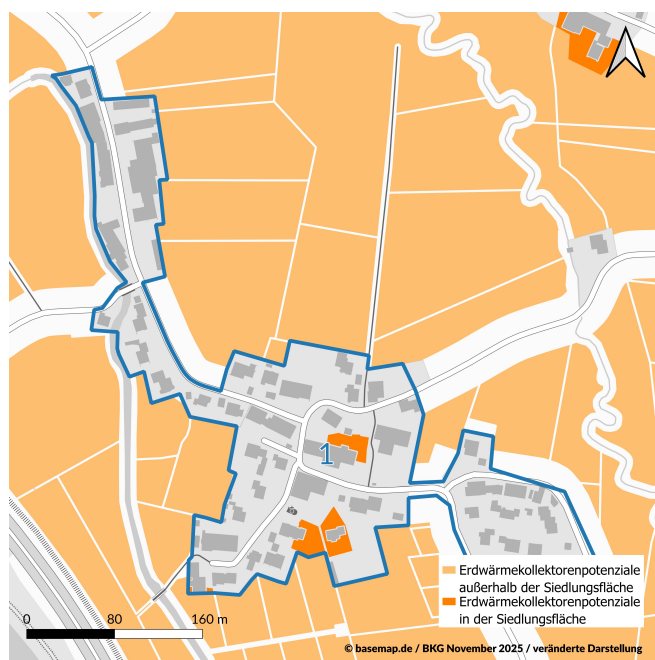 1
Erdwärmekollektorenpotenziale
außerhalb der Siedlungsfläche
Erdwärmekollektorenpotenziale
in der Siedlungsfläche
0 80 160 m
© basemap.de / BKG November 2025 / veränderte Darstellung